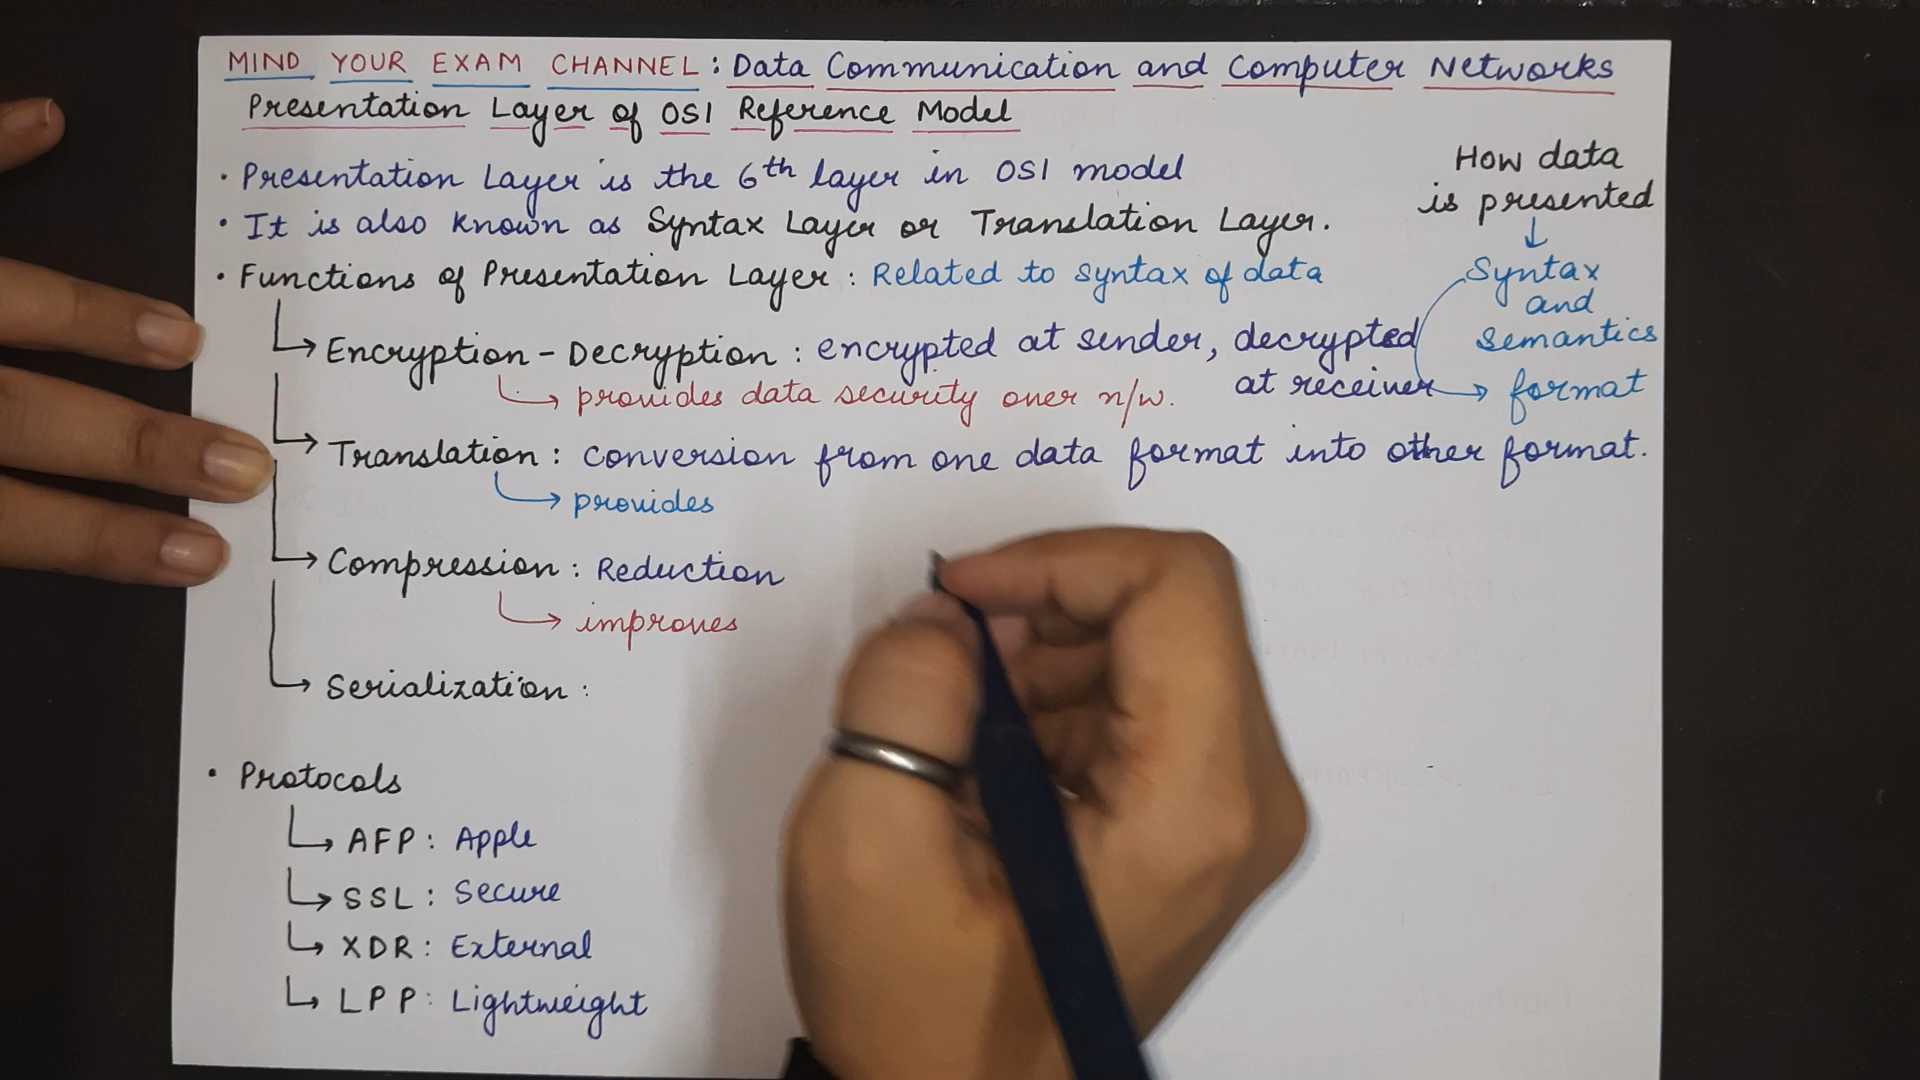 MIND YOUR EXAM CHANNEL : Data Communication and Computer Networks
Presentation Layer of OSI Reference Model
• Presentation Layer is the 6th layer in OSI model
• It is also known as Syntax Layer or Translation Layer.
• Functions of Presentation Layer : Related to syntax of data
↳ Encryption - Decryption : encrypted at sender, decrypted
at receiver
↳ provides data security over n/w.
↳ Translation : conversion from one data format into other format.
↳ provides
↳ Compression : Reduction
↳ improves
↳ Serialization :
• Protocols
↳ AFP : Apple
↳ SSL : Secure
↳ XDR : External
↳ LPP : Lightweight
How data
is presented
↓
Syntax
and
semantics
→ format